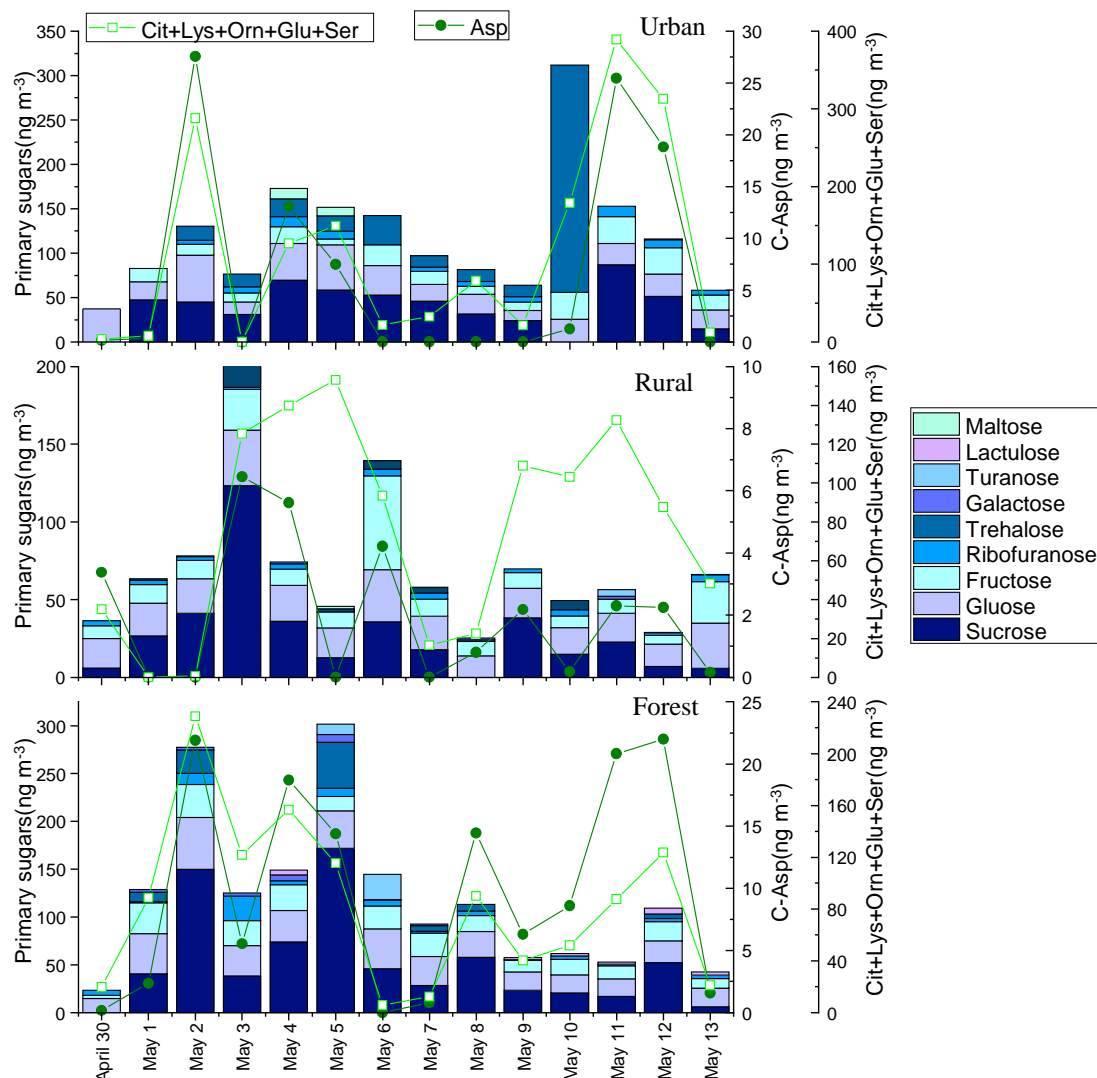 Cit+Lys+Orn+Glu+Ser
Asp
Urban
350
300
250
200
150
100
50
0
Primary sugars(ng m-3)
30
25
20
15
10
5
0
C-Asp(ng m-3)
400
300
200
100
0
Cit+Lys+Orn+Glu+Ser(ng m-3)
Rural
200
150
100
50
0
Primary sugars(ng m-3)
10
8
6
4
2
0
C-Asp(ng m-3)
160
140
120
100
80
60
40
20
0
Cit+Lys+Orn+Glu+Ser(ng m-3)
Maltose
Lactulose
Turanose
Galactose
Trehalose
Ribofuranose
Fructose
Gluose
Sucrose
Forest
300
250
200
150
100
50
0
Primary sugars(ng m-3)
25
20
15
10
5
0
C-Asp(ng m-3)
240
200
160
120
80
40
0
Cit+Lys+Orn+Glu+Ser(ng m-3)
April 30
May 1
May 2
May 3
May 4
May 5
May 6
May 7
May 8
May 9
May 10
May 11
May 12
May 13